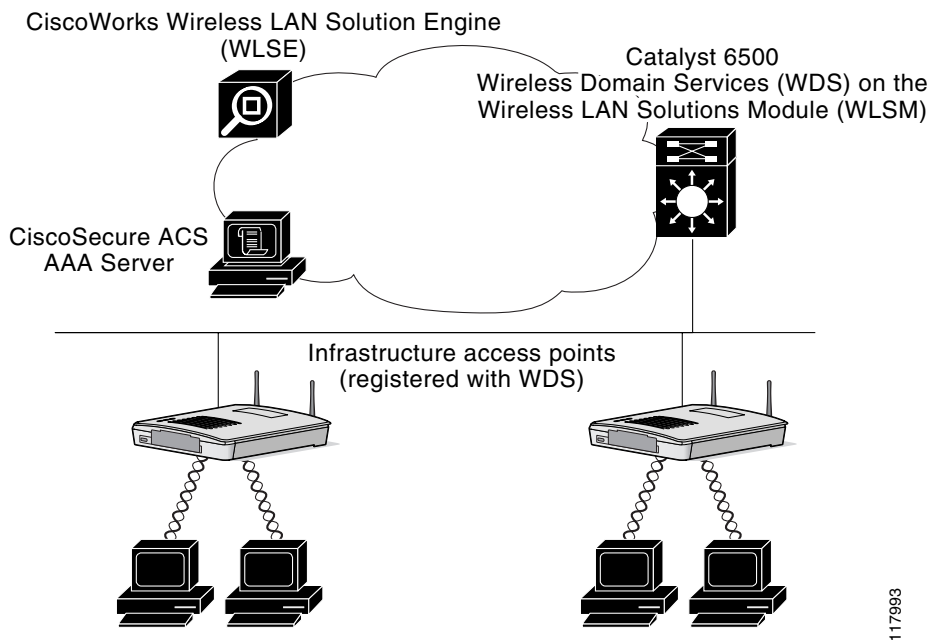 CiscoWorks Wireless LAN Solution Engine
(WLSE)
Catalyst 6500
Wireless Domain Services (WDS) on the
Wireless LAN Solutions Module (WLSM)
CiscoSecure ACS
AAA Server
Infrastructure access points
(registered with WDS)
117993